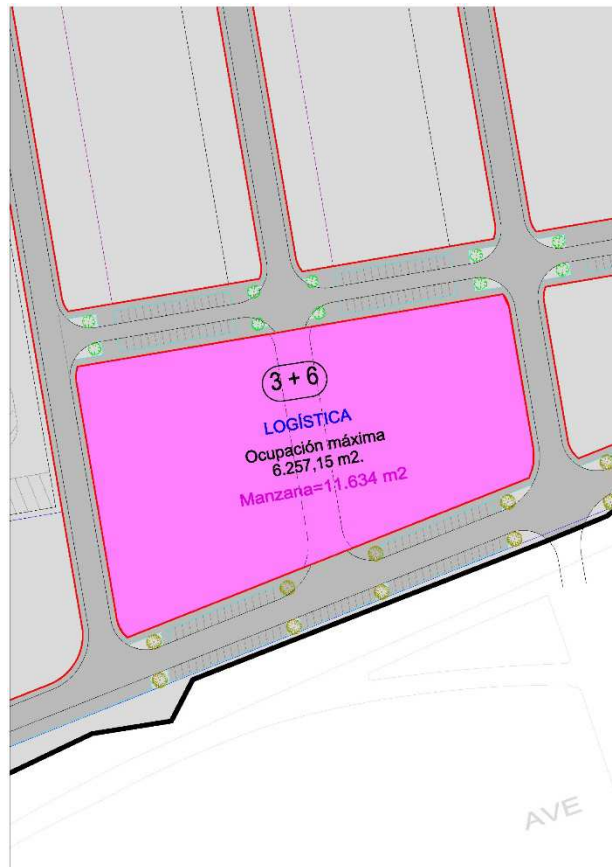 3 + 6
LOGÍSTICA
Ocupación máxima
6.257,15 m2.
Manzana=11.634 m2
AVE